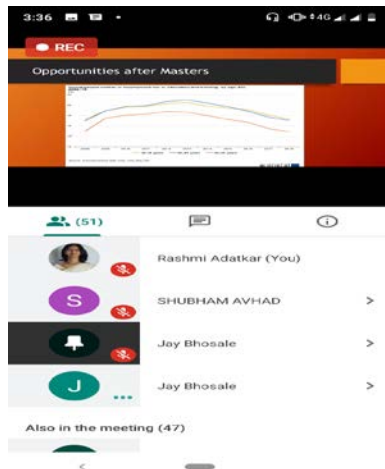 3:36
4G
REC
Opportunities after Masters
(51)
Rashmi Adatkar (You)
S
SHUBHAM AVHAD
Jay Bhosale
J
Jay Bhosale
Also in the meeting (47)